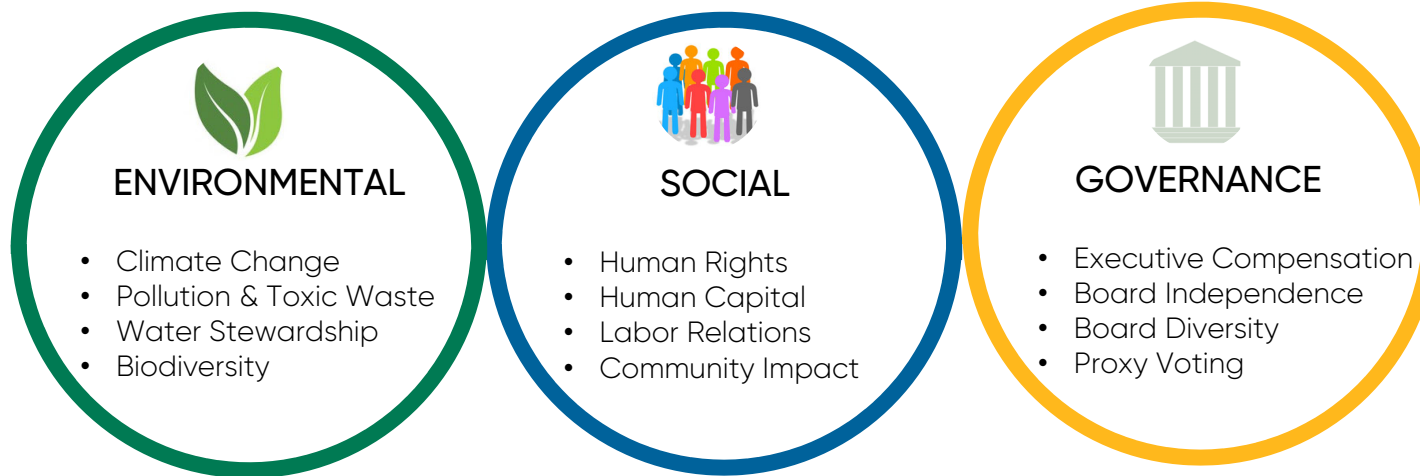 ENVIRONMENTAL
• Climate Change
• Pollution & Toxic Waste
• Water Stewardship
• Biodiversity
SOCIAL
• Human Rights
• Human Capital
• Labor Relations
• Community Impact
GOVERNANCE
• Executive Compensation
• Board Independence
• Board Diversity
• Proxy Voting